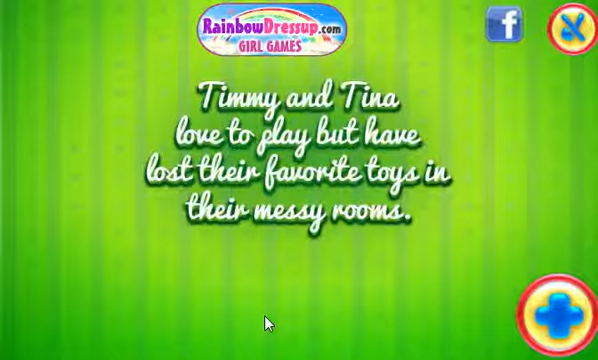 RainbowDressup.com
GIRL GAMES
f
Timmy and Tina
love to play but have
lost their favorite toys in
their messy rooms.